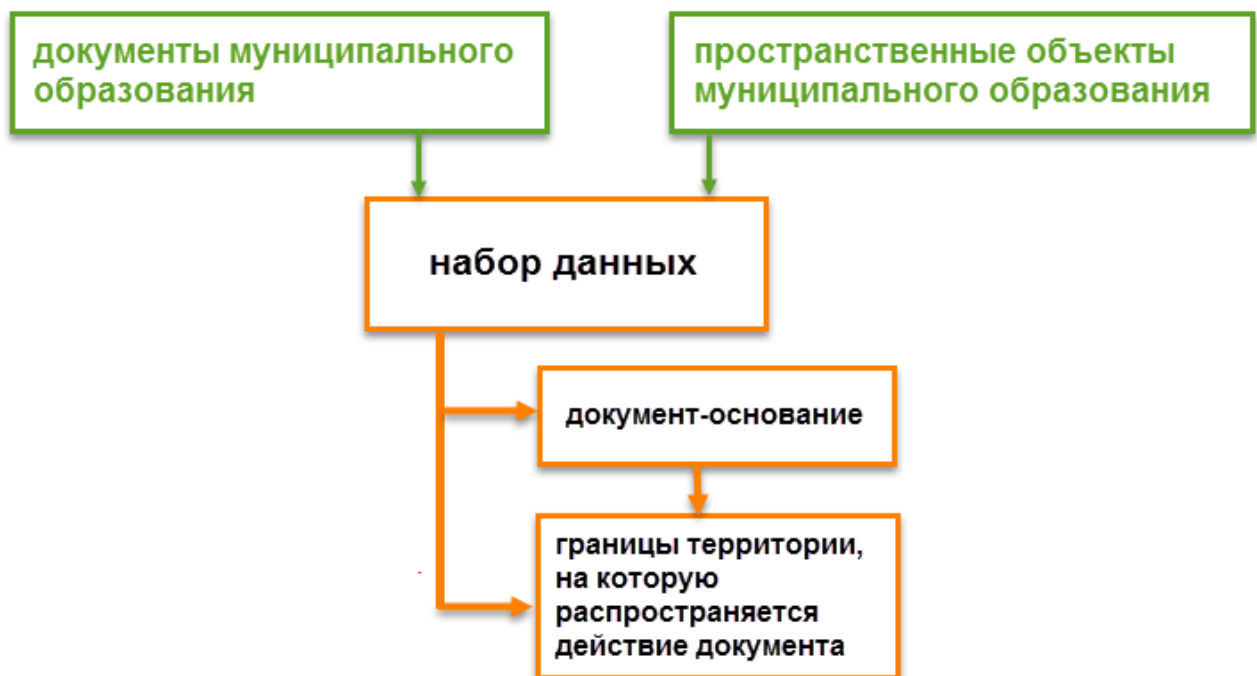 документы муниципального
образования
пространственные объекты
муниципального образования
набор данных
документ-основание
границы территории,
на которую
распространяется
действие документа